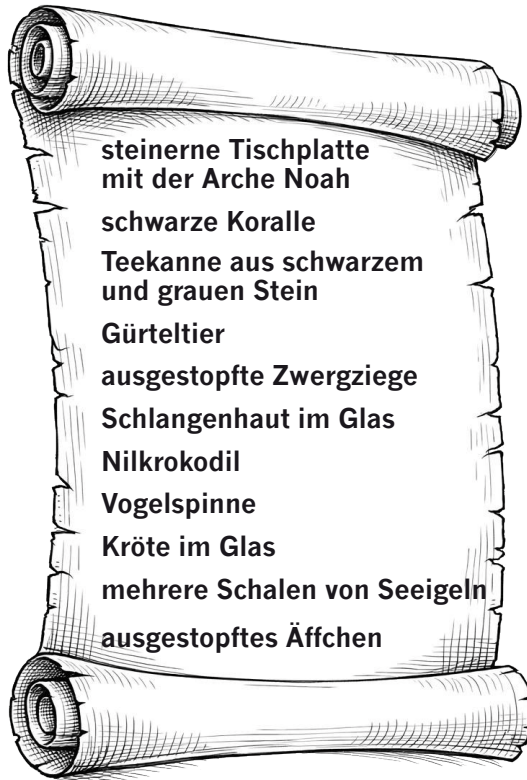 steinerne Tischplatte
mit der Arche Noah
schwarze Koralle
Teekanne aus schwarzem
und grauen Stein
Gürteltier
ausgestopfte Zwergziege
Schlangenhaut im Glas
Nilkrokodil
Vogelspinne
Kröte im Glas
mehrere Schalen von Seeigeln
ausgestopftes Äffchen